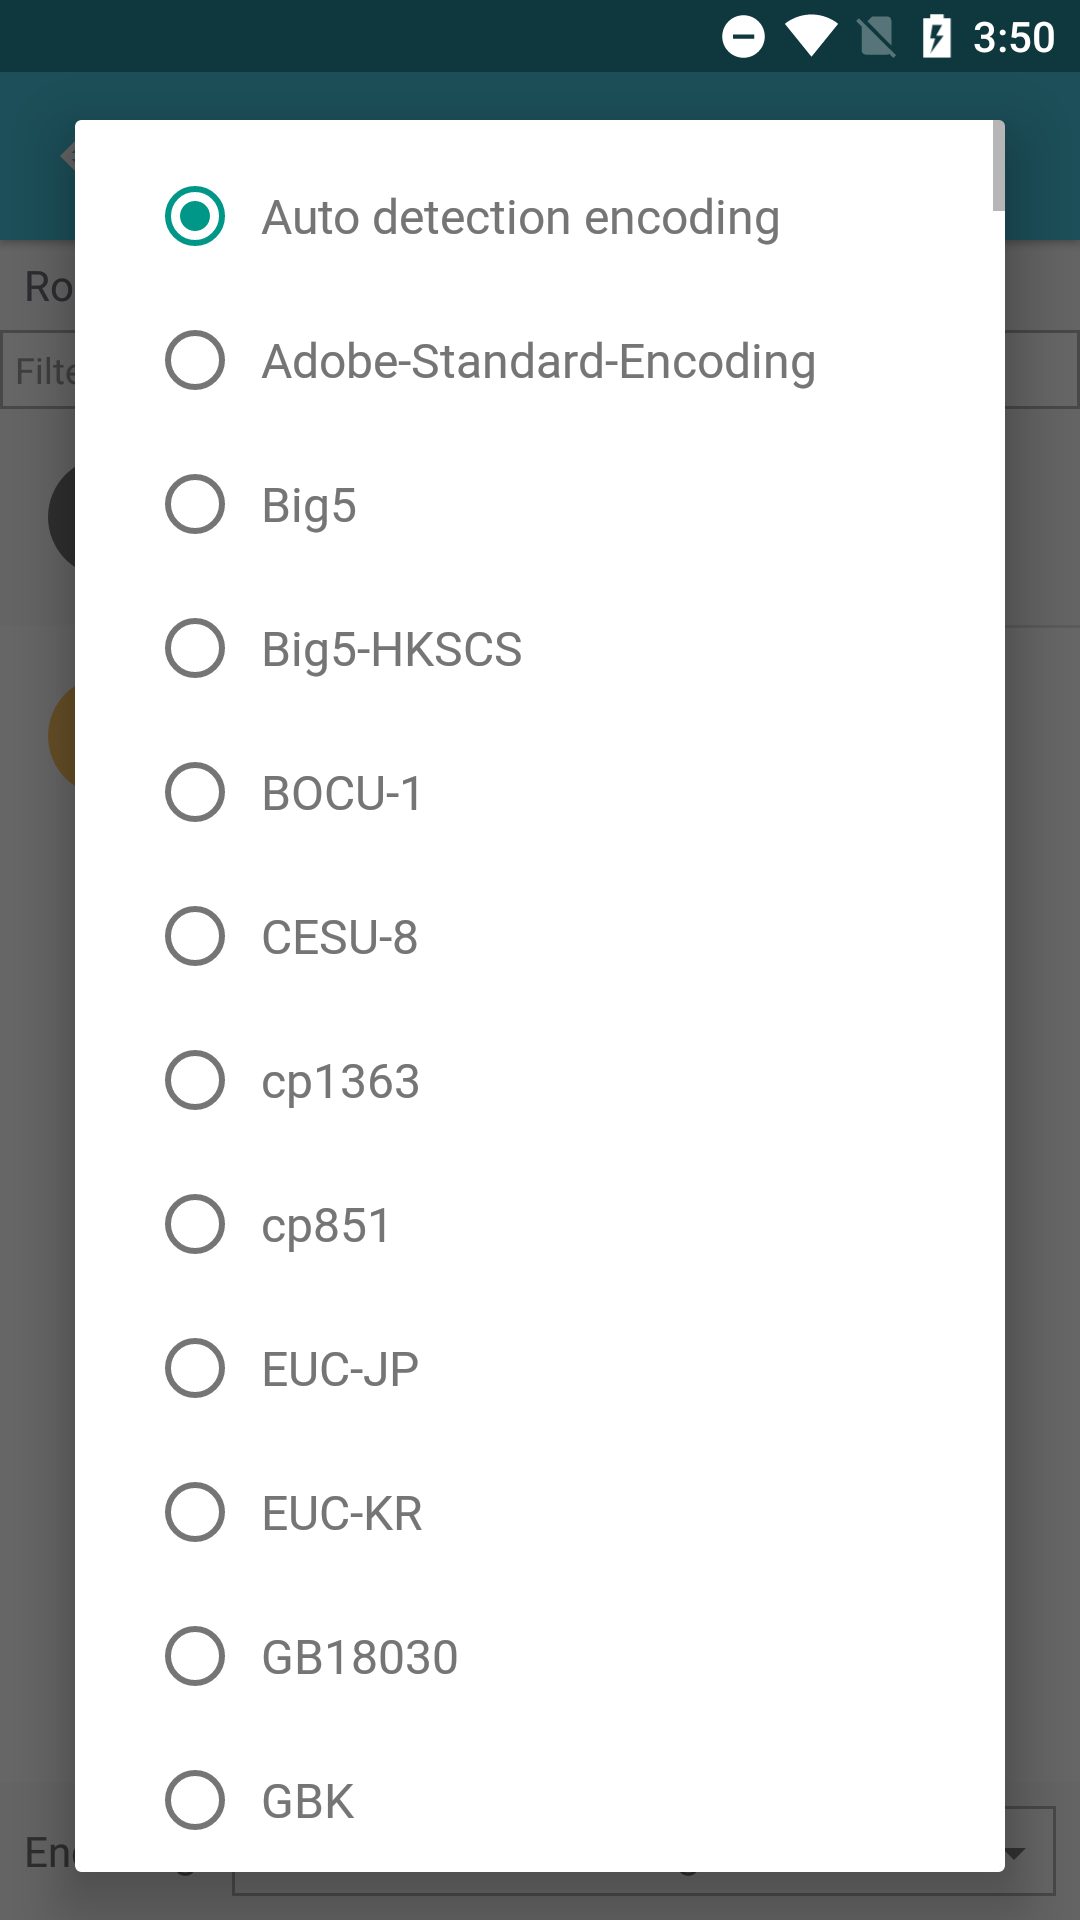 3:50
Auto detection encoding
Ro
Filte
Adobe-Standard-Encoding
Big5
Big5-HKSCS
BOCU-1
CESU-8
cp1363
cp851
EUC-JP
EUC-KR
GB18030
GBK